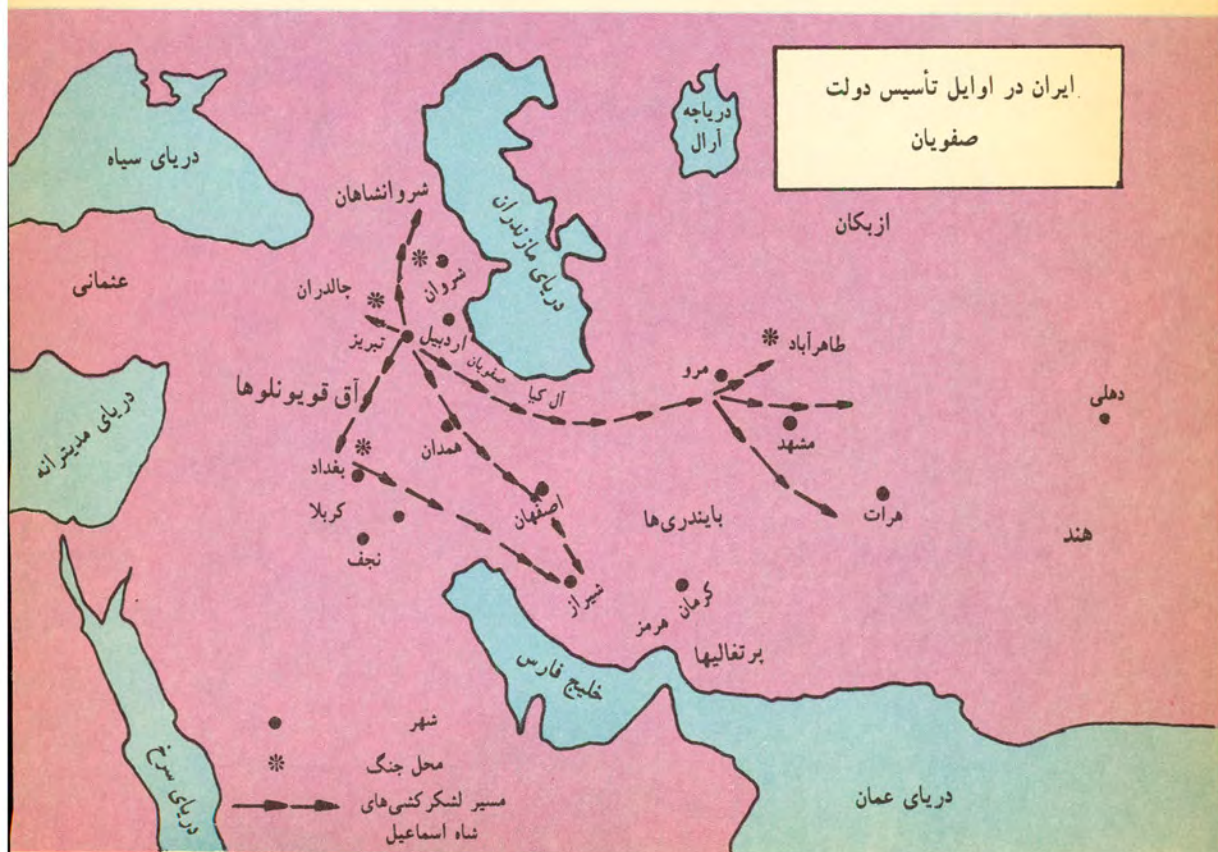 ایران در اوایل تأسیس دولت
صفویان
دریاچه
آرال
دریای سیاه
شروانشاهان
دریای مازندران
ازبکان
عثمانی
چالدران
شروان
تبریز
اردبیل
صفویان
آل کیا
مرو
طاهرآباد
آق قویونلوها
همدان
مشهد
دهلی
دریای مدیترانه
بغداد
کربلا
نجف
اصفهان
بایندری‌ها
هرات
هند
شیراز
کرمان
هرمز
پرتغالیها
خلیج فارس
دریای سرخ
دریای عمان
شهر
محل جنگ
مسیر لشکرکشی‌های
شاه اسماعیل